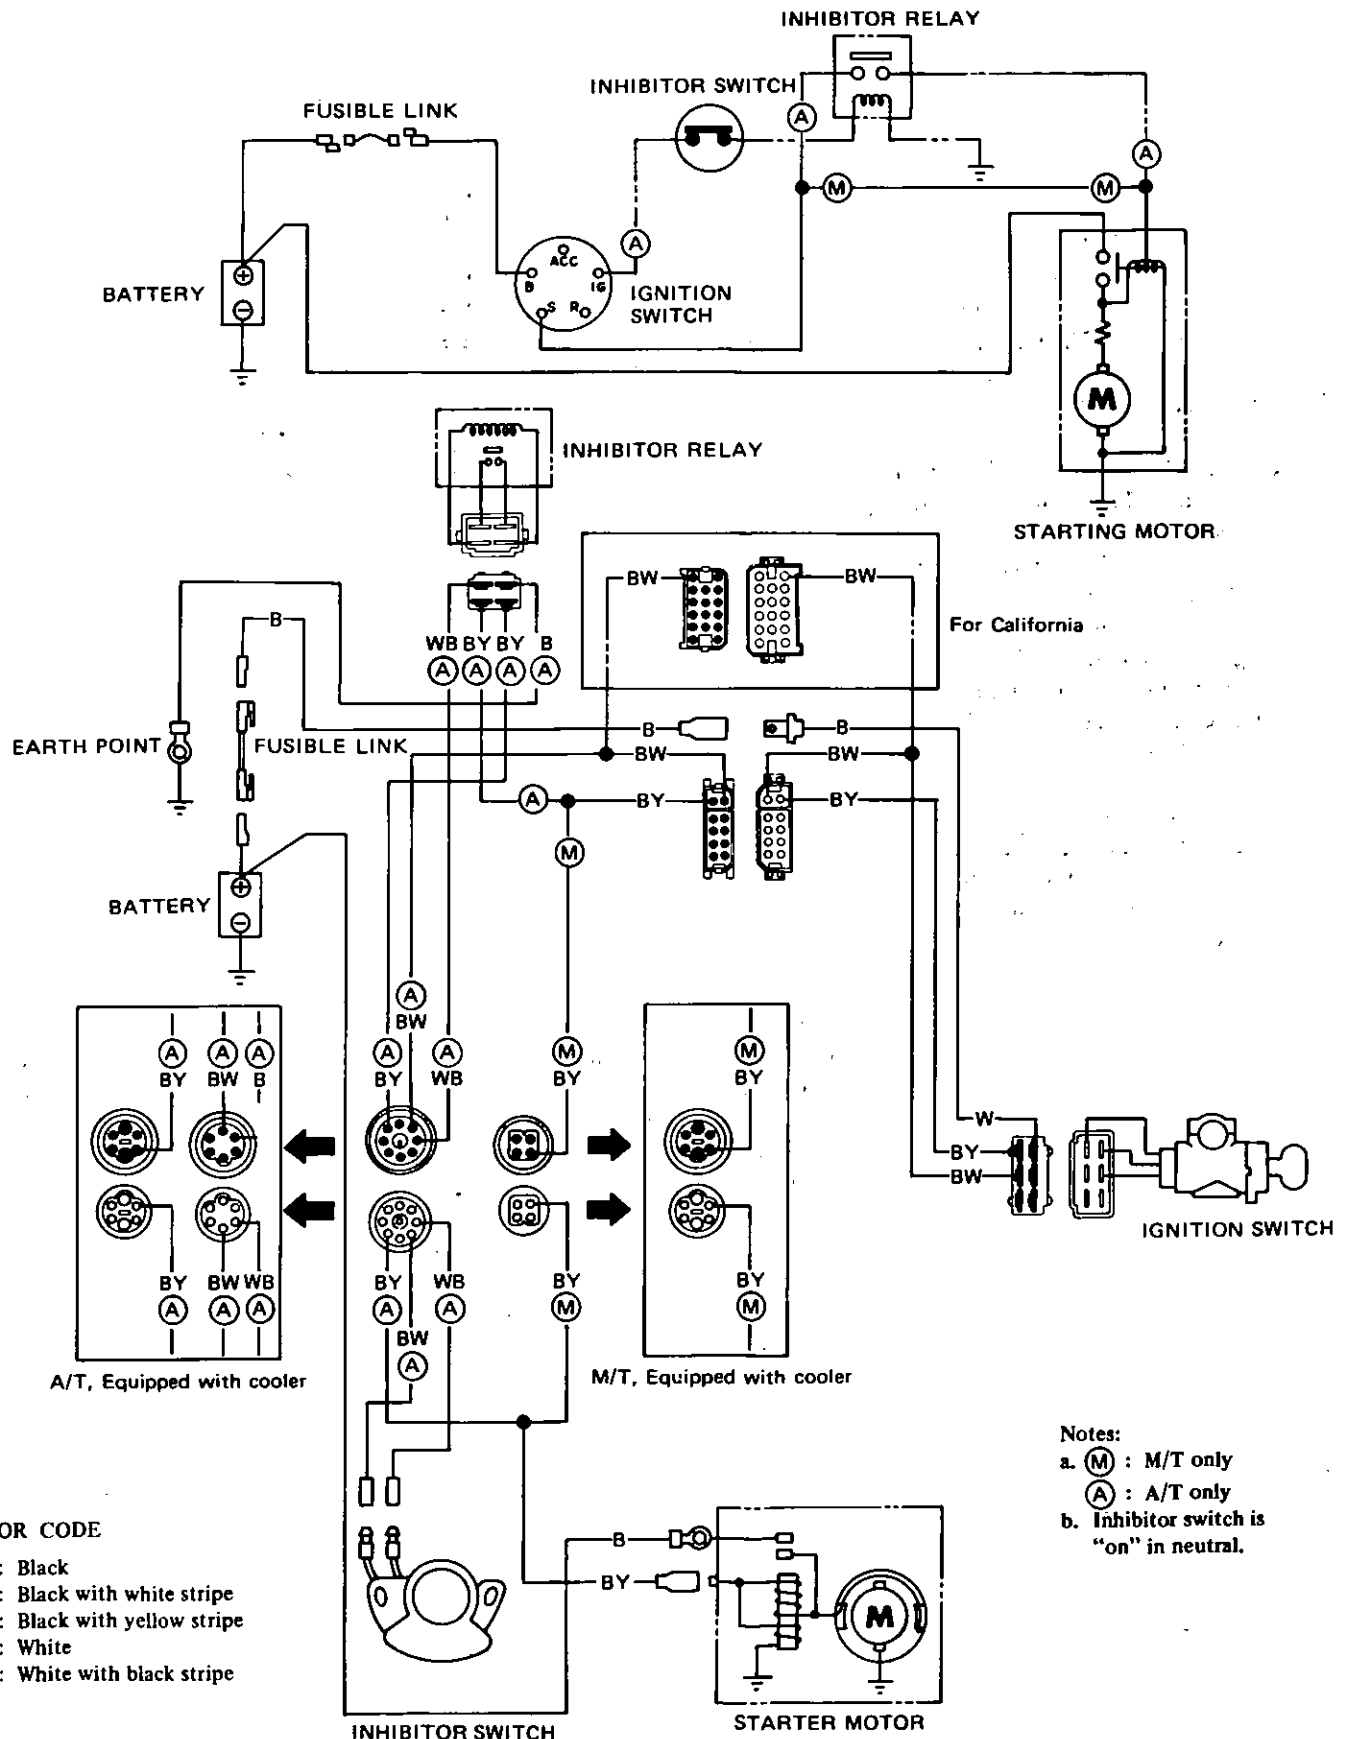 INHIBITOR RELAY
INHIBITOR SWITCH
FUSIBLE LINK
A
A
M
M
ACC
B
IG
S
R
A
IGNITION
SWITCH
BATTERY
M
STARTING MOTOR
INHIBITOR RELAY
BW
BW
For California
B
WB BY BY B
A A A A
EARTH POINT
FUSIBLE LINK
B
B
BW
BW
A
BY
BY
M
BATTERY
A
BW
A
A
A
BY
BW
B
A
BY
A
WB
M
BY
M
BY
W
BY
BW
IGNITION SWITCH
BY
BW WB
A
A
A
BY
A
WB
A
BW
A
BY
M
BY
M
A/T, Equipped with cooler
M/T, Equipped with cooler
Notes:
a. M : M/T only
A : A/T only
b. Inhibitor switch is
"on" in neutral.
OR CODE
: Black
: Black with white stripe
: Black with yellow stripe
: White
: White with black stripe
B
BY
M
INHIBITOR SWITCH
STARTER MOTOR